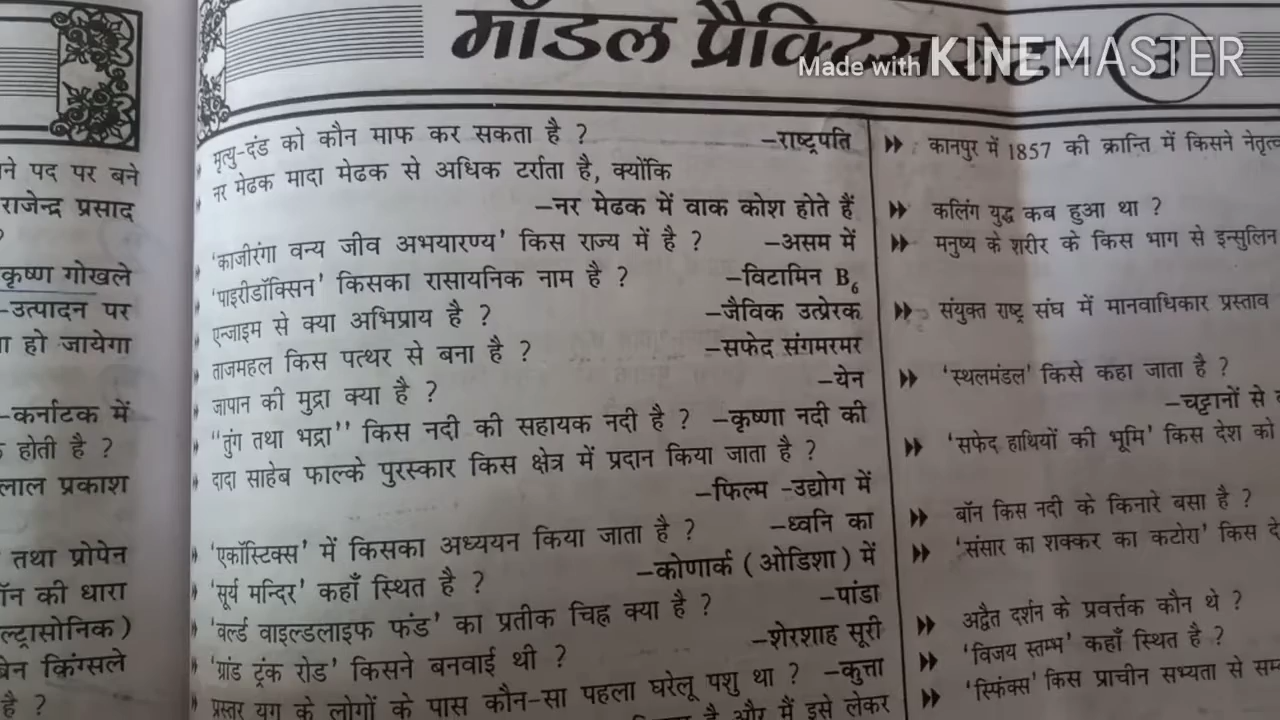 मॉडल प्रैक्टिस
Made with KINEMASTER
ने पद पर बने
राजेन्द्र प्रसाद
?
कृष्ण गोखले
-उत्पादन पर
ा हो जायेगा
-कर्नाटक में
होती है ?
लाल प्रकाश
तथा प्रोपेन
ॉन की धारा
ल्ट्रासोनिक)
ब्रेन किंग्सले
है ?
मृत्यु-दंड को कौन माफ कर सकता है ? -राष्ट्रपति
नर मेढक मादा मेढक से अधिक टर्राता है, क्योंकि
-नर मेढक में वाक कोश होते हैं
'काजीरंगा वन्य जीव अभयारण्य' किस राज्य में है ? -असम में
'पाइरीडॉक्सिन' किसका रासायनिक नाम है ? -विटामिन B₆
एन्जाइम से क्या अभिप्राय है ? -जैविक उत्प्रेरक
ताजमहल किस पत्थर से बना है ? -सफेद संगमरमर
जापान की मुद्रा क्या है ? -येन
"तुंग तथा भद्रा'' किस नदी की सहायक नदी है ? -कृष्णा नदी की
दादा साहेब फाल्के पुरस्कार किस क्षेत्र में प्रदान किया जाता है ?
-फिल्म -उद्योग में
'एकॉस्टिक्स' में किसका अध्ययन किया जाता है ? -ध्वनि का
'सूर्य मन्दिर' कहाँ स्थित है ? -कोणार्क (ओडिशा) में
'वर्ल्ड वाइल्डलाइफ फंड' का प्रतीक चिह्न क्या है ? -पांडा
'ग्रांड ट्रंक रोड' किसने बनवाई थी ? -शेरशाह सूरी
प्रस्तर युग के लोगों के पास कौन-सा पहला घरेलू पशु था ? -कुत्ता
है और मैं इसे लेकर
कानपुर में 1857 की क्रान्ति में किसने नेतृत्व
कलिंग युद्ध कब हुआ था ?
मनुष्य के शरीर के किस भाग से इन्सुलिन
संयुक्त राष्ट्र संघ में मानवाधिकार प्रस्ताव
'स्थलमंडल' किसे कहा जाता है ?
-चट्टानों से
'सफेद हाथियों की भूमि' किस देश को
बॉन किस नदी के किनारे बसा है ?
'संसार का शक्कर का कटोरा' किस दे
अद्वैत दर्शन के प्रवर्त्तक कौन थे ?
'विजय स्तम्भ' कहाँ स्थित है ?
'स्फिंक्स' किस प्राचीन सभ्यता से सम्